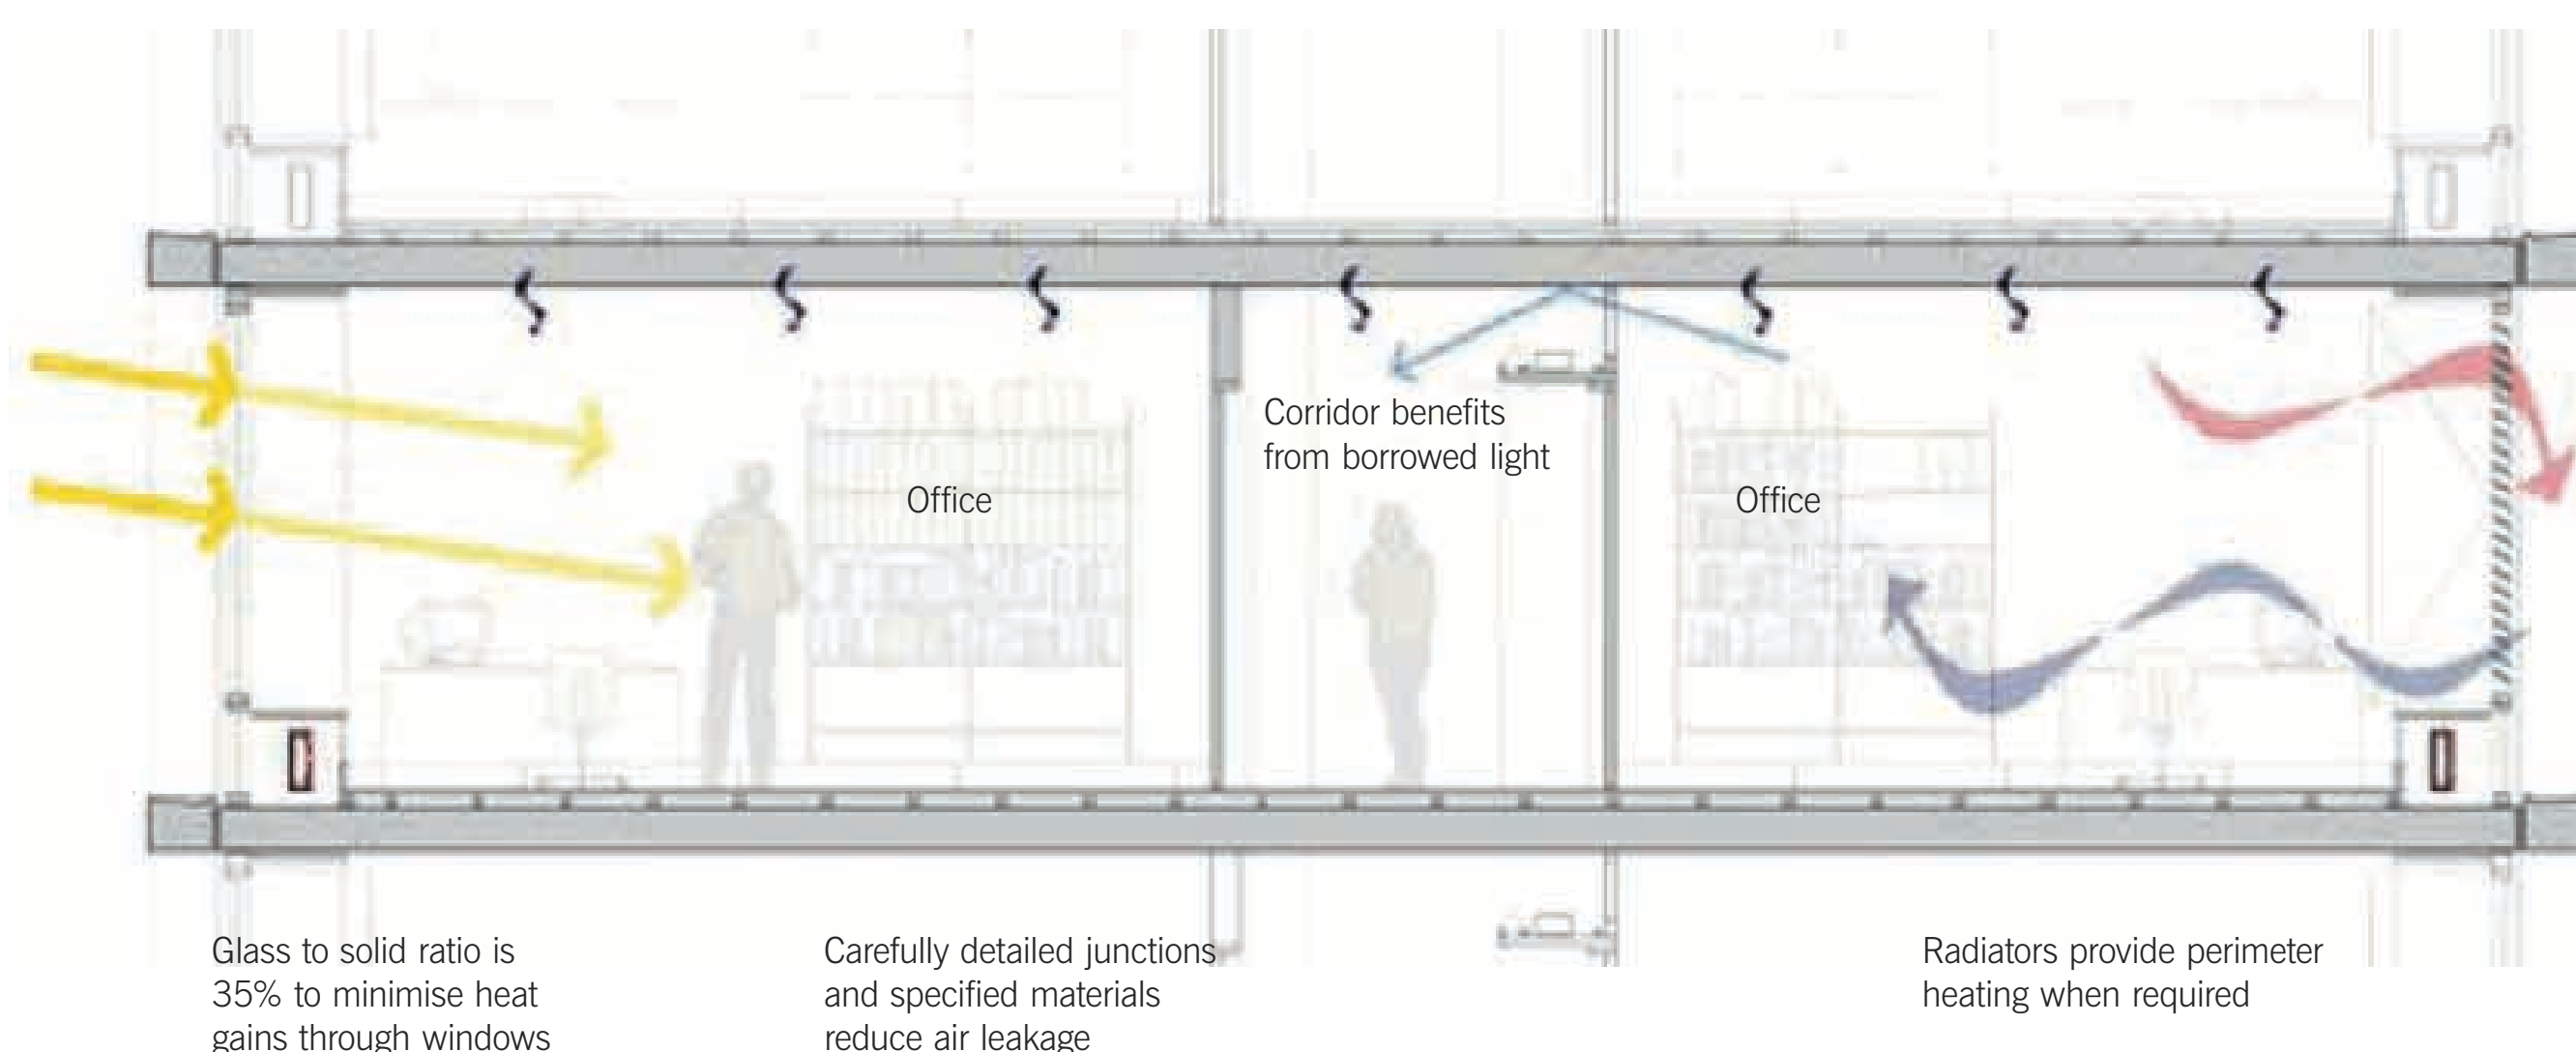 Corridor benefits
from borrowed light
Office
Office
Glass to solid ratio is
35% to minimise heat
gains through windows
Carefully detailed junctions
and specified materials
reduce air leakage
Radiators provide perimeter
heating when required